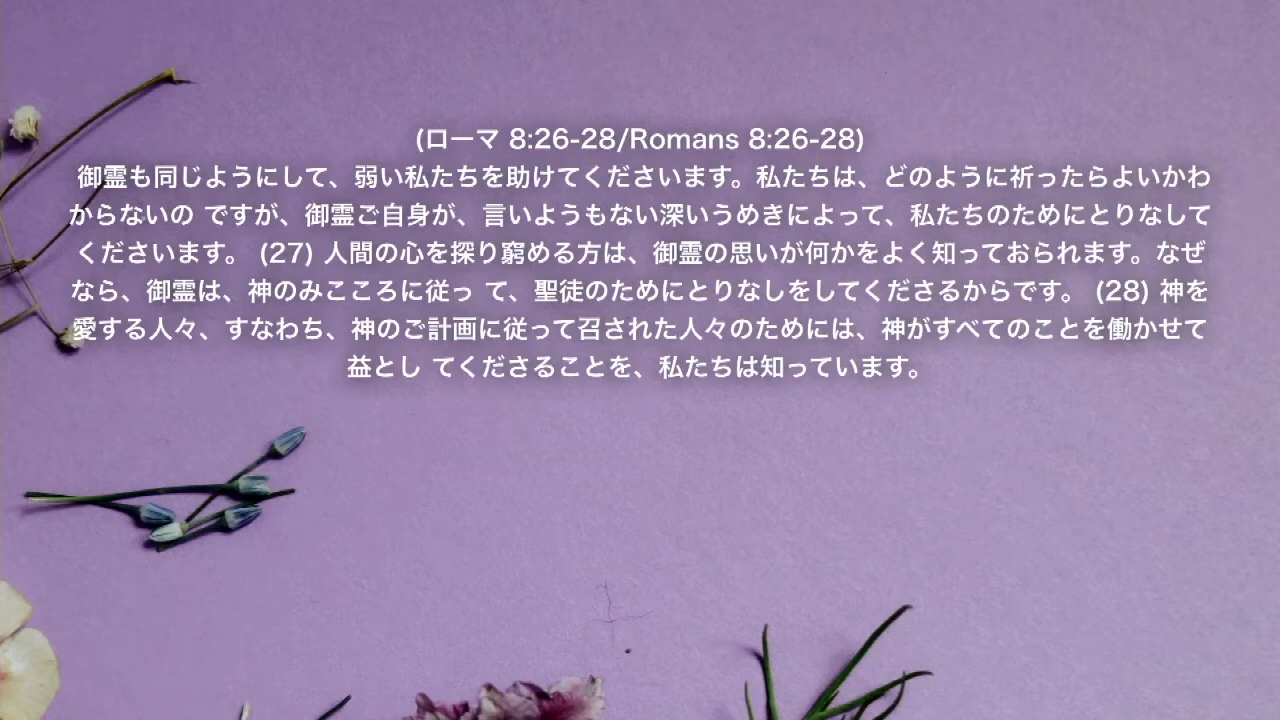 (ローマ 8:26-28/Romans 8:26-28)
御霊も同じようにして、弱い私たちを助けてくださいます。私たちは、どのように祈ったらよいかわ
からないの ですが、御霊ご自身が、言いようもない深いうめきによって、私たちのためにとりなして
くださいます。 (27) 人間の心を探り窮める方は、御霊の思いが何かをよく知っておられます。なぜ
なら、御霊は、神のみこころに従っ て、聖徒のためにとりなしをしてくださるからです。 (28) 神を
愛する人々、すなわち、神のご計画に従って召された人々のためには、神がすべてのことを働かせて
益とし てくださることを、私たちは知っています。